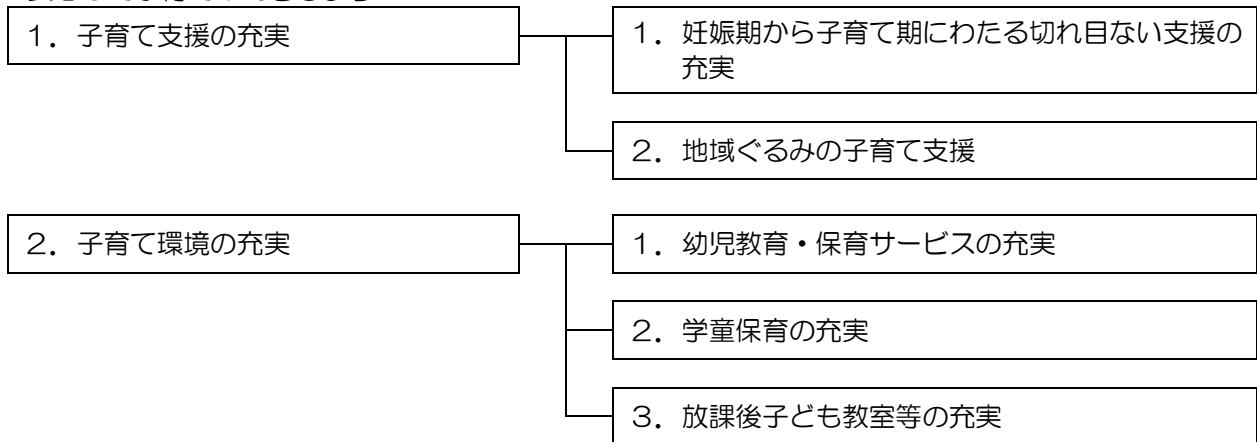 1．子育て支援の充実
1．妊娠期から子育て期にわたる切れ目ない支援の
充実
2．地域ぐるみの子育て支援
2．子育て環境の充実
1．幼児教育・保育サービスの充実
2．学童保育の充実
3．放課後子ども教室等の充実